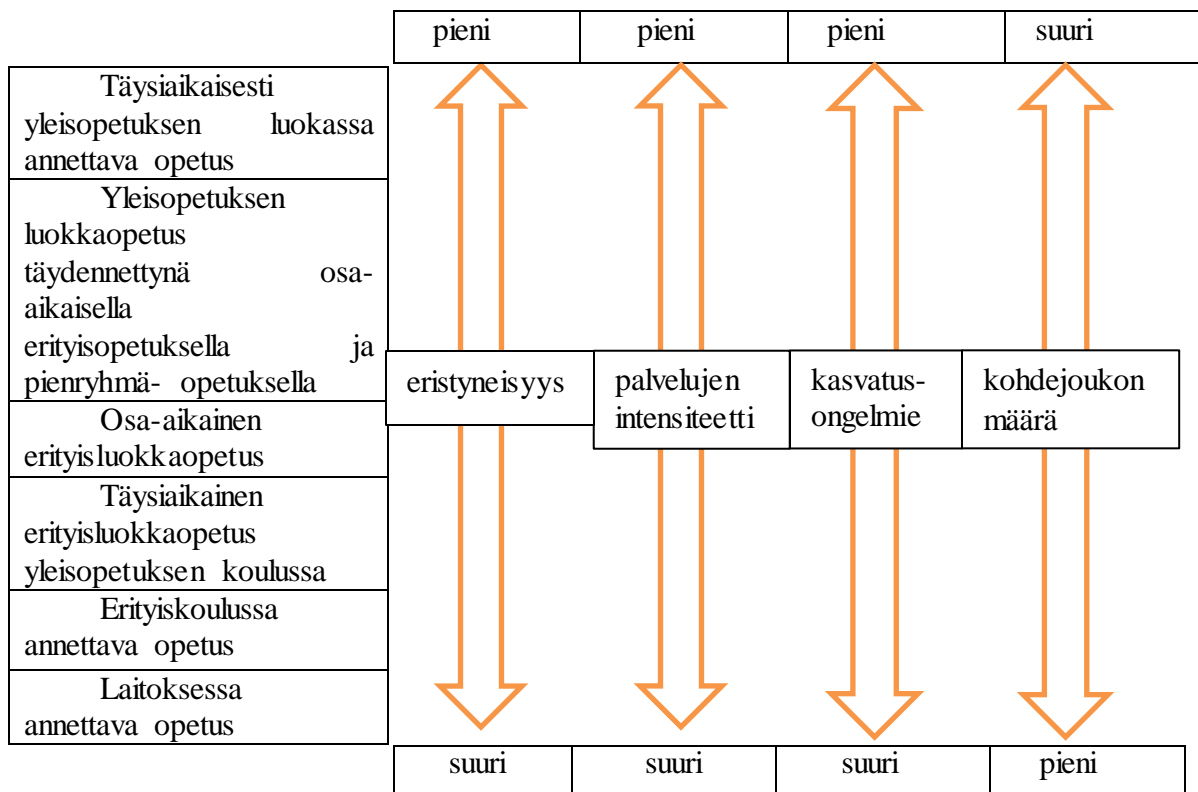 pieni pieni pieni suuri
Täysiaikaisesti
yleisopetuksen luokassa
annettava opetus
Yleisopetuksen
luokkaopetus
täydennettynä osa-
aikaisella
erityisopetuksella ja
pienryhmä- opetuksella
Osa-aikainen
erityisluokkaopetus
Täysiaikainen
erityisluokkaopetus
yleisopetuksen koulussa
Erityiskoulussa
annettava opetus
Laitoksessa
annettava opetus
eristyneisyys
palvelujen
intensiteetti
kasvatus-
ongelmie
kohdejoukon
määrä
suuri suuri suuri pieni